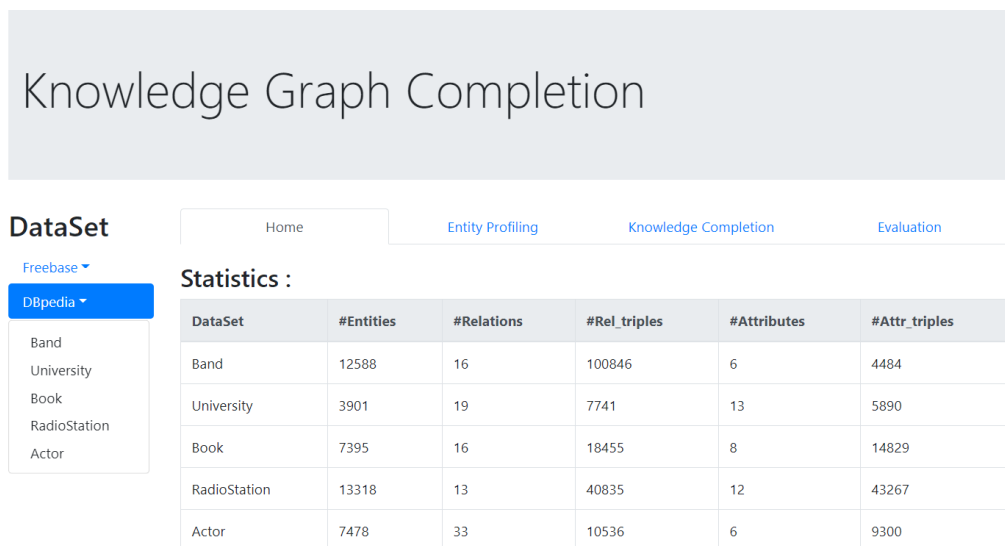 Knowledge Graph Completion
DataSet
Freebase
DBpedia
Band
University
Book
RadioStation
Actor
Home Entity Profiling Knowledge Completion Evaluation
Statistics :
DataSet #Entities #Relations #Rel_triples #Attributes #Attr_triples
Band 12588 16 100846 6 4484
University 3901 19 7741 13 5890
Book 7395 16 18455 8 14829
RadioStation 13318 13 40835 12 43267
Actor 7478 33 10536 6 9300